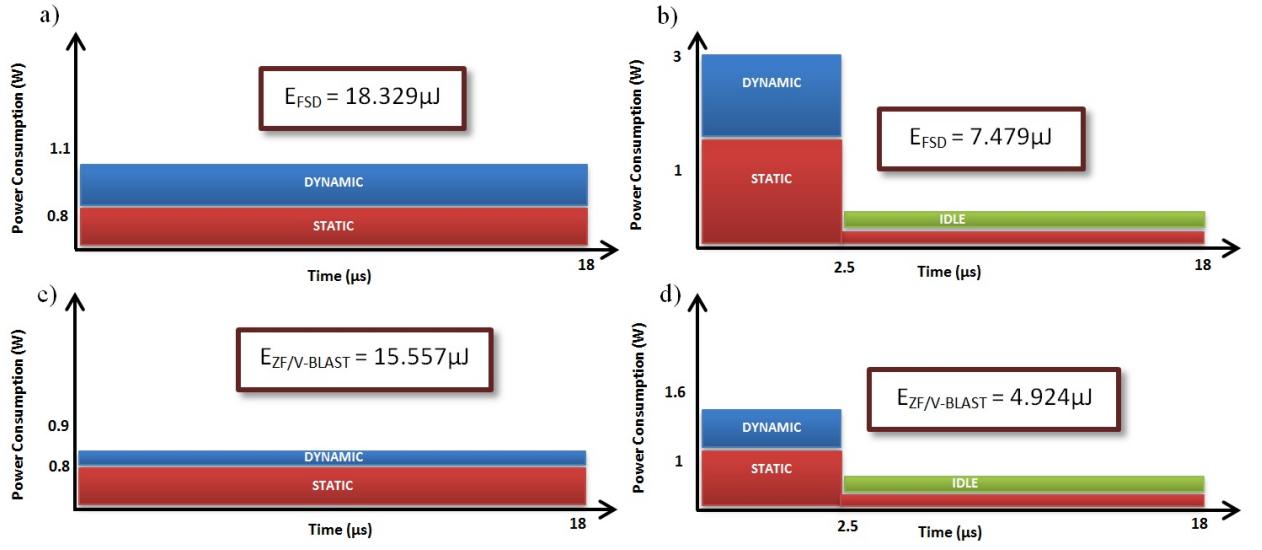 a)
Power Consumption (W)
1.1
0.8
E_FSD = 18.329µJ
DYNAMIC
STATIC
18
Time (µs)
b)
Power Consumption (W)
3
1
DYNAMIC
STATIC
E_FSD = 7.479µJ
IDLE
2.5
Time (µs)
18
c)
Power Consumption (W)
0.9
0.8
E_ZF/V-BLAST = 15.557µJ
DYNAMIC
STATIC
Time (µs)
18
d)
Power Consumption (W)
1.6
1
E_ZF/V-BLAST = 4.924µJ
DYNAMIC
STATIC
IDLE
2.5
Time (µs)
18